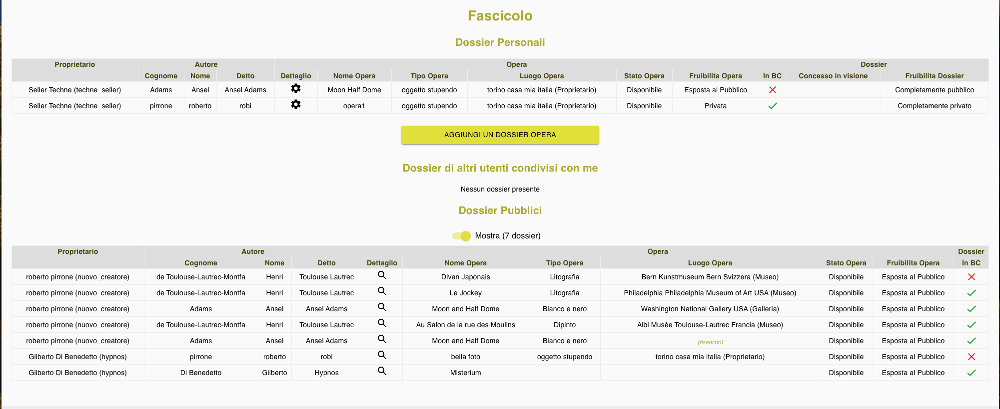 Fascicolo
Dossier Personali
Proprietario Autore Opera Dossier
Cognome Nome Detto Dettaglio Nome Opera Tipo Opera Luogo Opera Stato Opera Fruibilita Opera In BC Concesso in visione Fruibilita Dossier
Seller Techne (techne_seller) Adams Ansel Ansel Adams Moon Half Dome oggetto stupendo torino casa mia italia (Proprietario) Disponibile Esposta al Pubblico Completamente pubblico
Seller Techne (techne_seller) pirrone roberto robi opera1 oggetto stupendo torino casa mia italia (Proprietario) Disponibile Privata Completamente privato
AGGIUNGI UN DOSSIER OPERA
Dossier di altri utenti condivisi con me
Nessun dossier presente
Dossier Pubblici
Mostra (7 dossier)
Proprietario Autore Opera Dossier
Cognome Nome Detto Dettaglio Nome Opera Tipo Opera Luogo Opera Stato Opera Fruibilita Opera In BC
roberto pirrone (nuovo_creatore) de Toulouse-Lautrec-Montfa Henri Toulouse Lautrec Divan Japonais Litografia Bern Kunstmuseum Bern Svizzera (Museo) Disponibile Esposta al Pubblico
roberto pirrone (nuovo_creatore) de Toulouse-Lautrec-Montfa Henri Toulouse Lautrec Le Jockey Litografia Philadelphia Philadelphia Museum of Art USA (Museo) Disponibile Esposta al Pubblico
roberto pirrone (nuovo_creatore) Adams Ansel Ansel Adams Moon and Half Dome Bianco e nero Washington National Gallery USA (Galleria) Disponibile Esposta al Pubblico
roberto pirrone (nuovo_creatore) de Toulouse-Lautrec-Montfa Henri Toulouse Lautrec Au Salon de la rue des Moulins Dipinto Albi Musée Toulouse-Lautrec Francia (Museo) Disponibile Esposta al Pubblico
roberto pirrone (nuovo_creatore) Adams Ansel Ansel Adams Moon and Half Dome Bianco e nero (riservato) Disponibile Esposta al Pubblico
Gilberto Di Benedetto (hypnos) pirrone roberto robi bella foto oggetto stupendo torino casa mia italia (Proprietario) Disponibile Esposta al Pubblico
Gilberto Di Benedetto (hypnos) Di Benedetto Gilberto Hypnos Misterium Disponibile Esposta al Pubblico